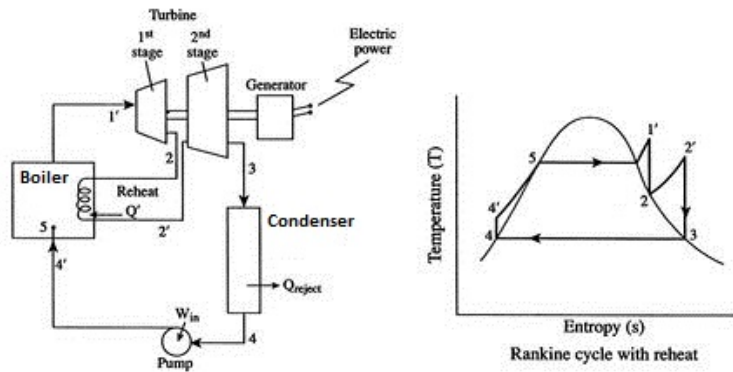 Turbine
1st stage
2nd stage
Electric power
Generator
1'
2
3
Boiler
Reheat
Q'
5
2'
4'
Condenser
Qreject
Win
4
Pump
Temperature (T)
1'
2'
5
2
4'
4
3
Entropy (s)
Rankine cycle with reheat